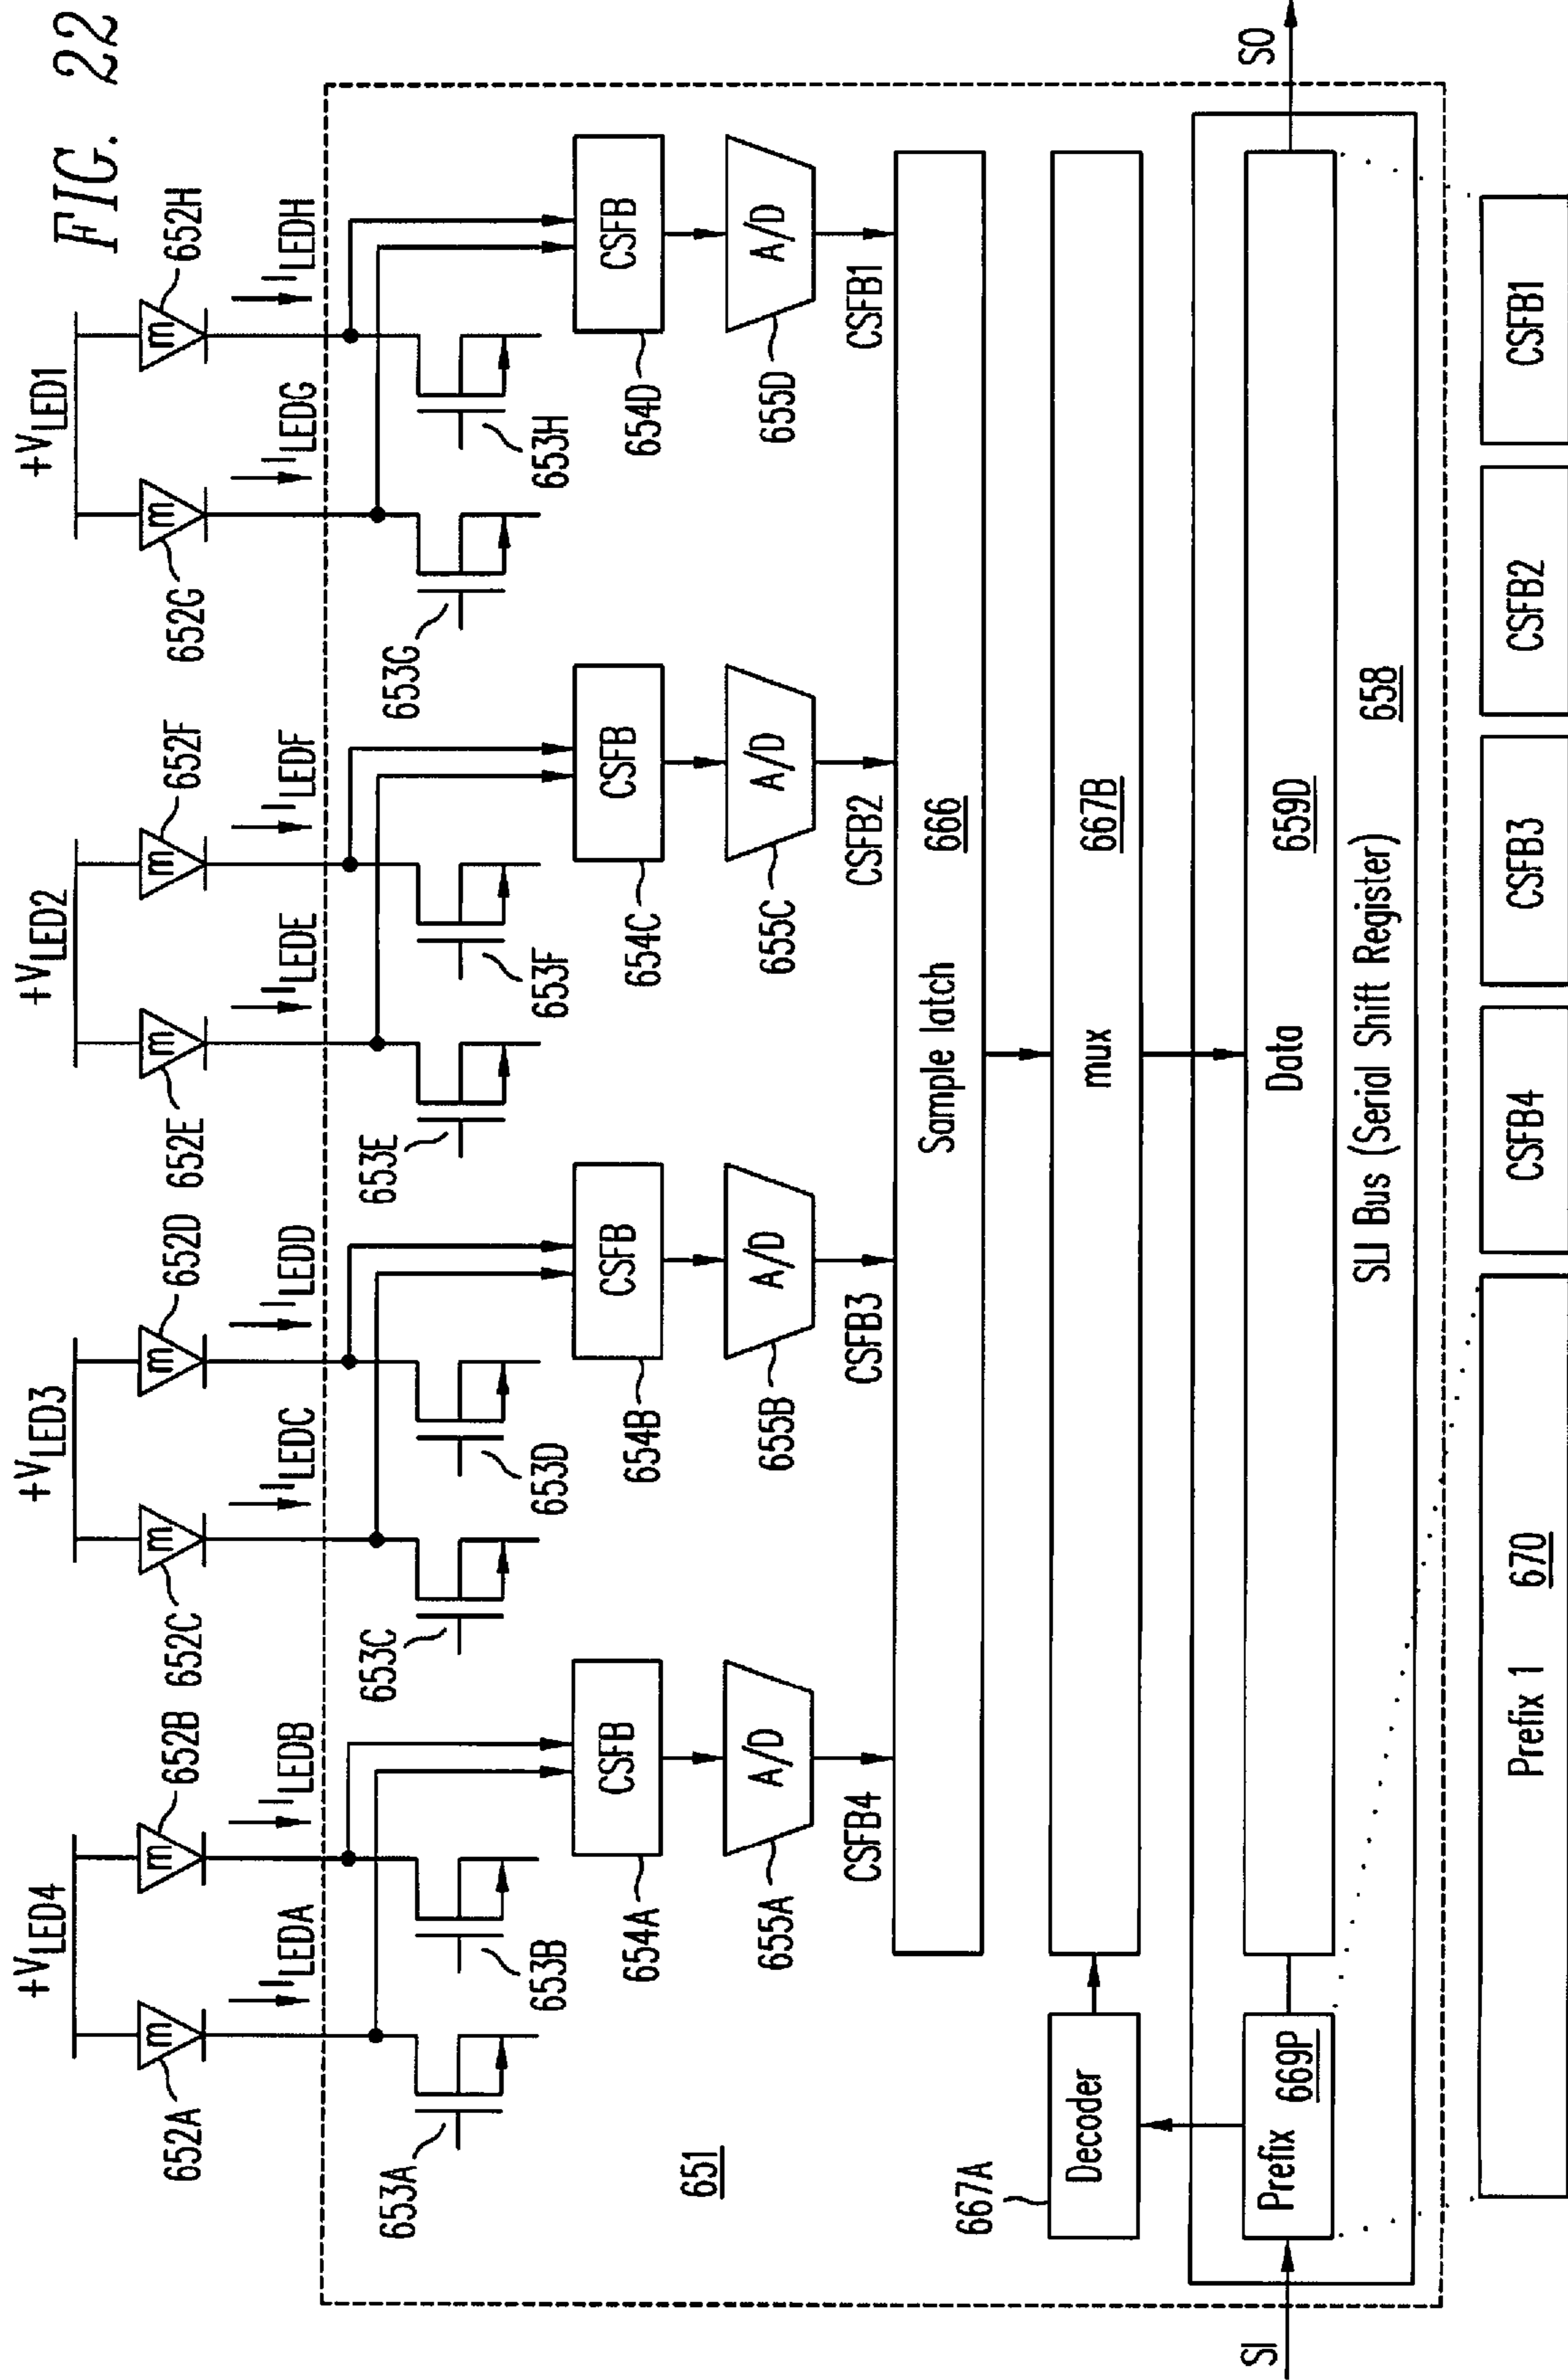 FIG. 22
+VLED4
+VLED3
+VLED2
+VLED1
652A
m
ILEDA
m
652B
ILEDB
652C
m
ILEDC
m
652D
ILEDD
652E
m
ILEDE
m
652F
ILEDF
652G
m
ILEDG
m
652H
ILEDH
653A
653B
653C
653D
653E
653F
653G
653H
CSFB
654A
CSFB
654B
CSFB
654C
CSFB
654D
A/D
655A
A/D
655B
A/D
655C
A/D
655D
CSFB4
CSFB3
CSFB2
CSFB1
651
Sample latch 666
667A
Decoder
mux 667B
SI
Prefix 669P
Data 659D
SO
SLI Bus (Serial Shift Register) 658
Prefix 1 670
CSFB4
CSFB3
CSFB2
CSFB1